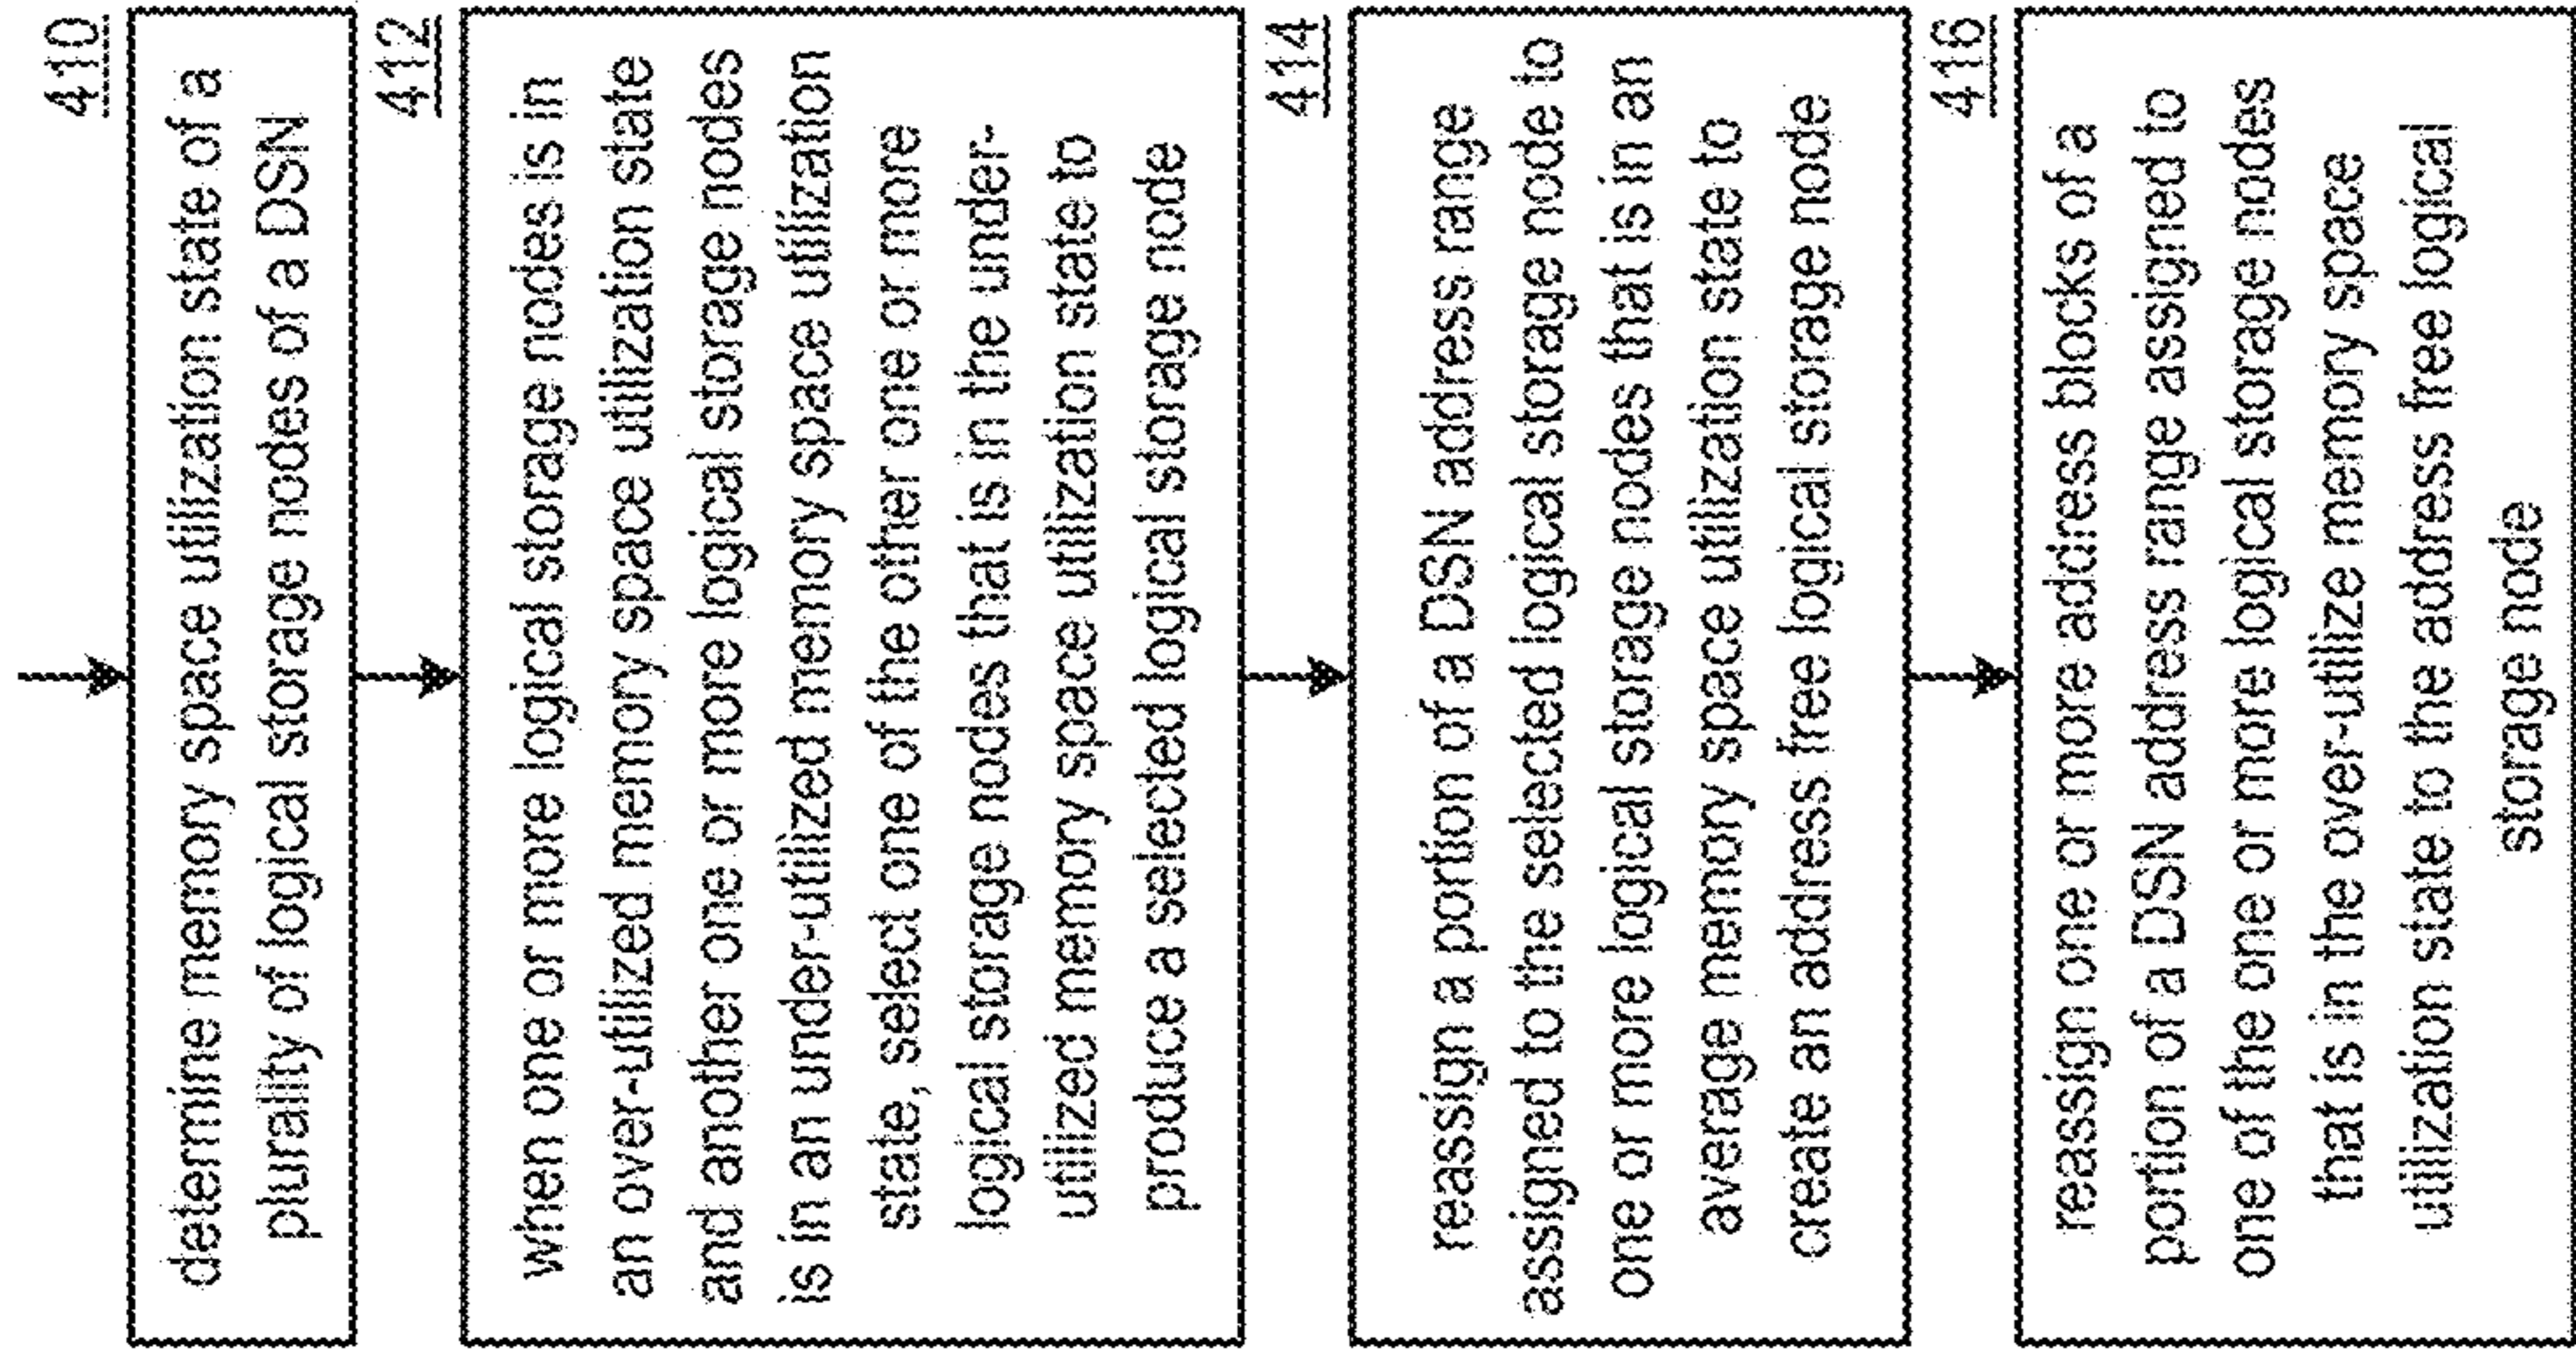 410
determine memory space utilization state of a
plurality of logical storage nodes of a DSN
412
when one or more logical storage nodes is in
an over-utilized memory space utilization state
and another one or more logical storage nodes
is in an under-utilized memory space utilization
state, select one of the other one or more
logical storage nodes that is in the under-
utilized memory space utilization state to
produce a selected logical storage node
414
reassign a portion of a DSN address range
assigned to the selected logical storage node to
one or more logical storage nodes that is in an
average memory space utilization state to
create an address free logical storage node
416
reassign one or more address blocks of a
portion of a DSN address range assigned to
one of the one or more logical storage nodes
that is in the over-utilize memory space
utilization state to the address free logical
storage node